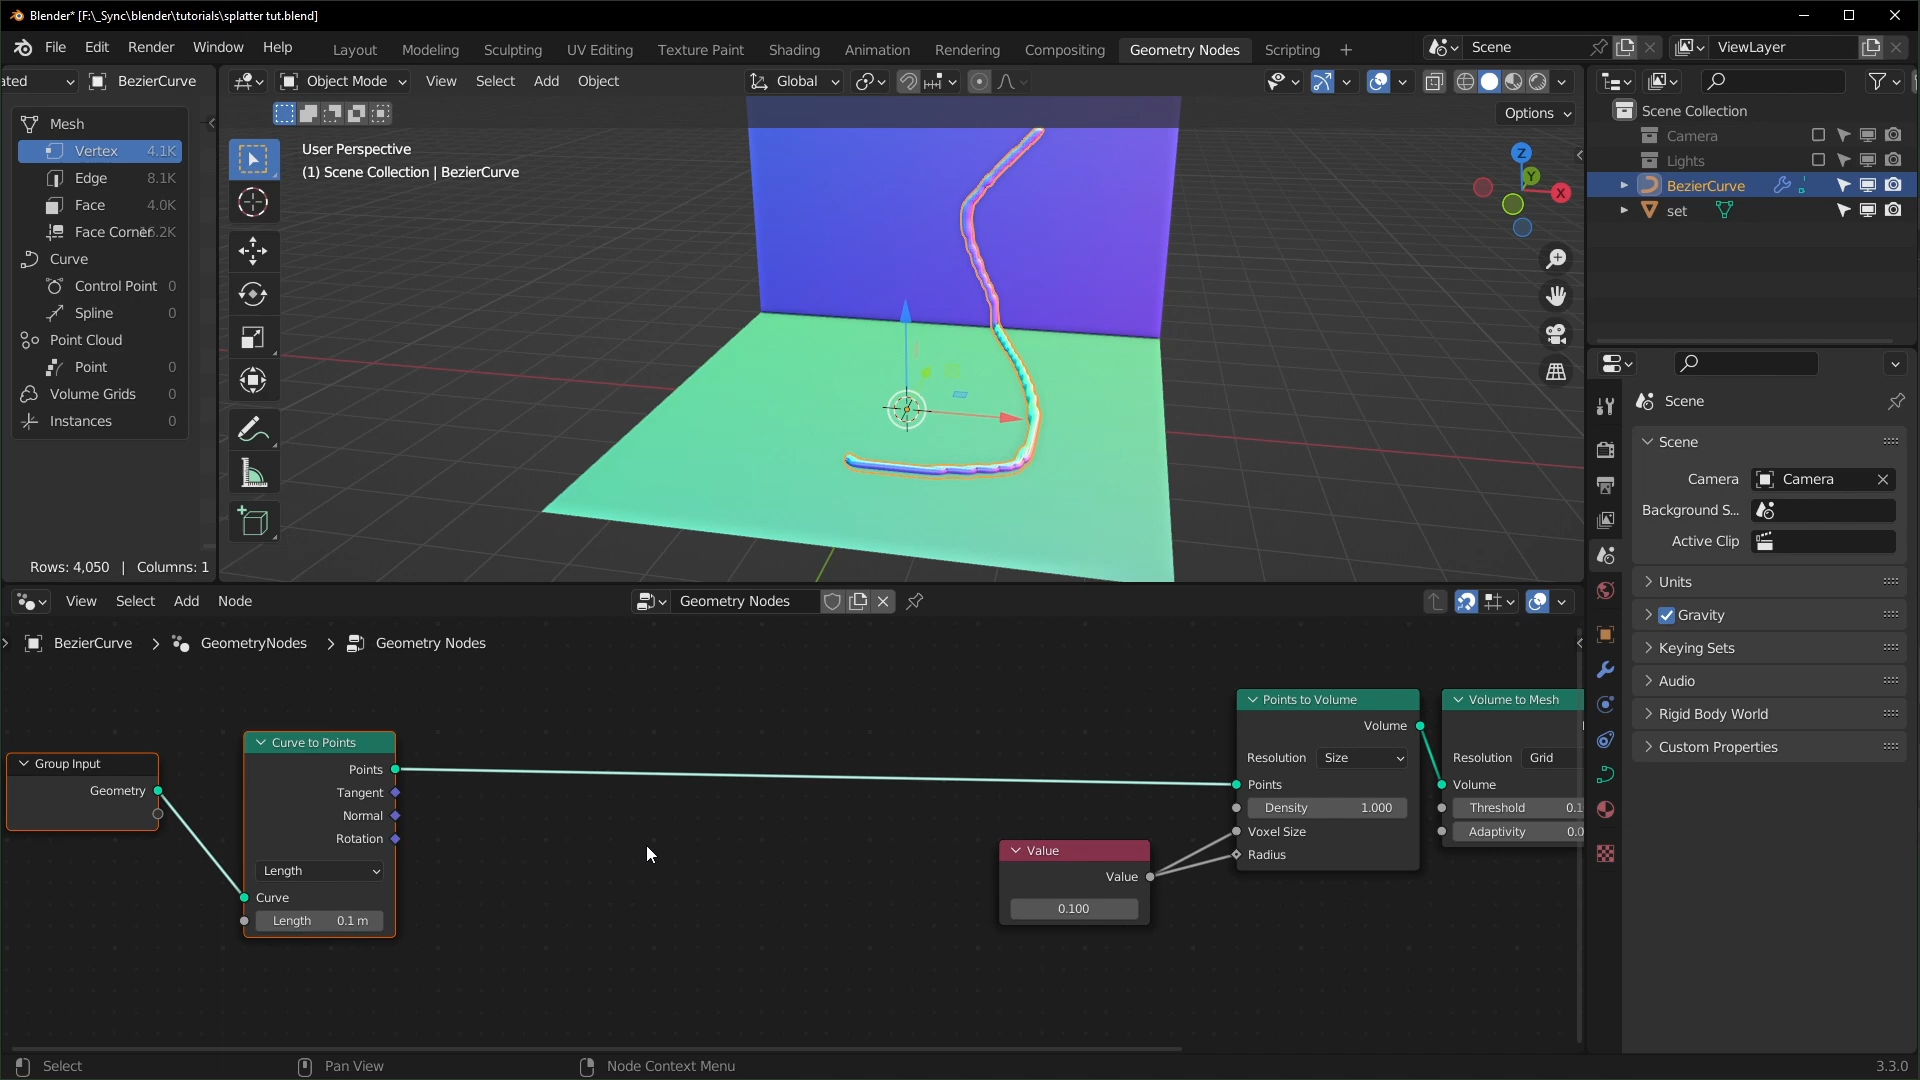 Blender* [F:\_Sync\blender\tutorials\splatter tut.blend]
File Edit Render Window Help
Layout Modeling Sculpting UV Editing Texture Paint Shading Animation Rendering Compositing Geometry Nodes Scripting +
Scene
ViewLayer
ated BezierCurve
Object Mode View Select Add Object
Global
Options
Mesh
Vertex 4.1K
Edge 8.1K
Face 4.0K
Face Corner 16.2K
Curve
Control Point 0
Spline 0
Point Cloud
Point 0
Volume Grids 0
Instances 0
Rows: 4,050 | Columns: 1
User Perspective
(1) Scene Collection | BezierCurve
Z
Y
X
Scene Collection
Camera
Lights
BezierCurve
set
Scene
Scene
Camera Camera
Background S...
Active Clip
Units
Gravity
Keying Sets
Audio
Rigid Body World
Custom Properties
View Select Add Node
Geometry Nodes
BezierCurve > GeometryNodes > Geometry Nodes
Group Input
Geometry
Curve to Points
Points
Tangent
Normal
Rotation
Length
Curve
Length 0.1 m
Value
Value
0.100
Points to Volume
Volume
Resolution Size
Points
Density 1.000
Voxel Size
Radius
Volume to Mesh
Resolution Grid
Volume
Threshold 0.1
Adaptivity 0.0
Select
Pan View
Node Context Menu
3.3.0